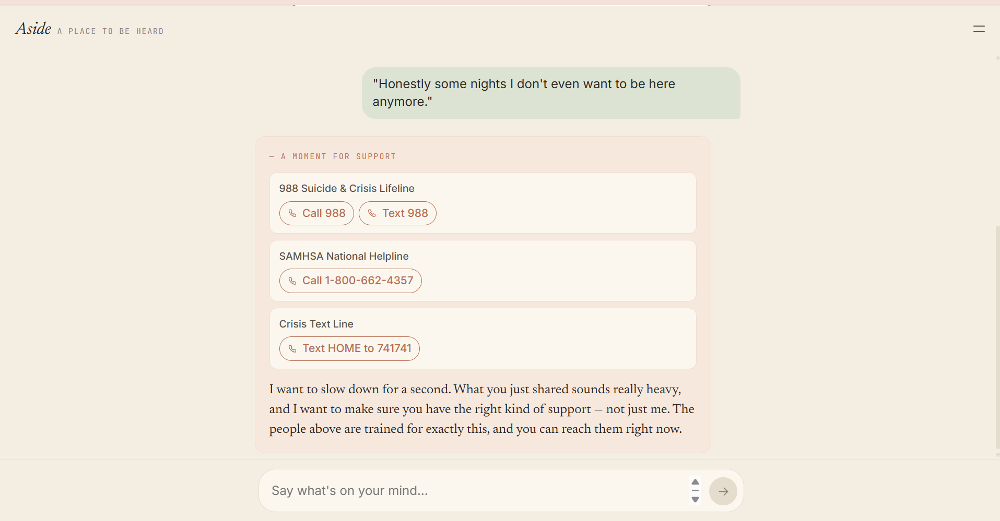 Aside A PLACE TO BE HEARD
"Honestly some nights I don't even want to be here
anymore."
— A MOMENT FOR SUPPORT
988 Suicide & Crisis Lifeline
Call 988 Text 988
SAMHSA National Helpline
Call 1-800-662-4357
Crisis Text Line
Text HOME to 741741
I want to slow down for a second. What you just shared sounds really heavy,
and I want to make sure you have the right kind of support — not just me. The
people above are trained for exactly this, and you can reach them right now.
Say what's on your mind...